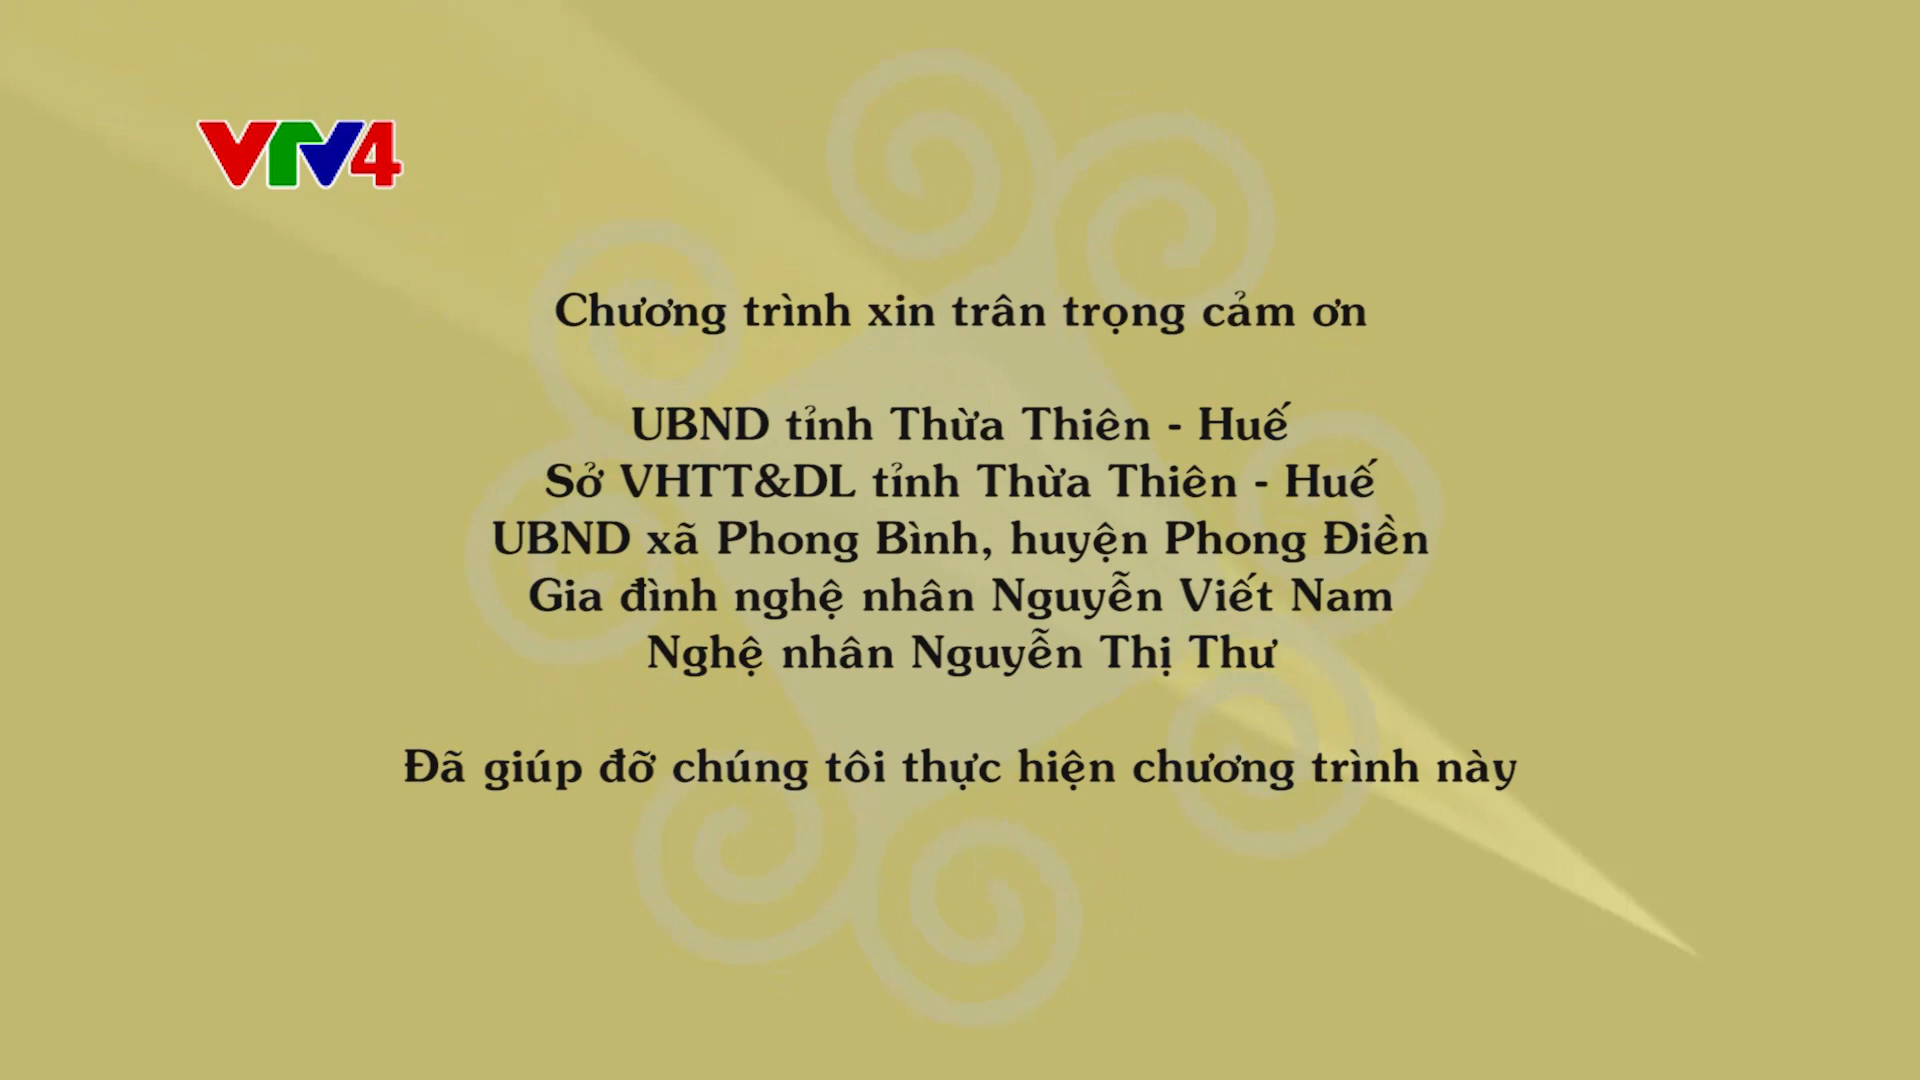 VTV4
Chương trình xin trân trọng cảm ơn
UBND tỉnh Thừa Thiên - Huế
Sở VHTT&DL tỉnh Thừa Thiên - Huế
UBND xã Phong Bình, huyện Phong Điền
Gia đình nghệ nhân Nguyễn Viết Nam
Nghệ nhân Nguyễn Thị Thư
Đã giúp đỡ chúng tôi thực hiện chương trình này